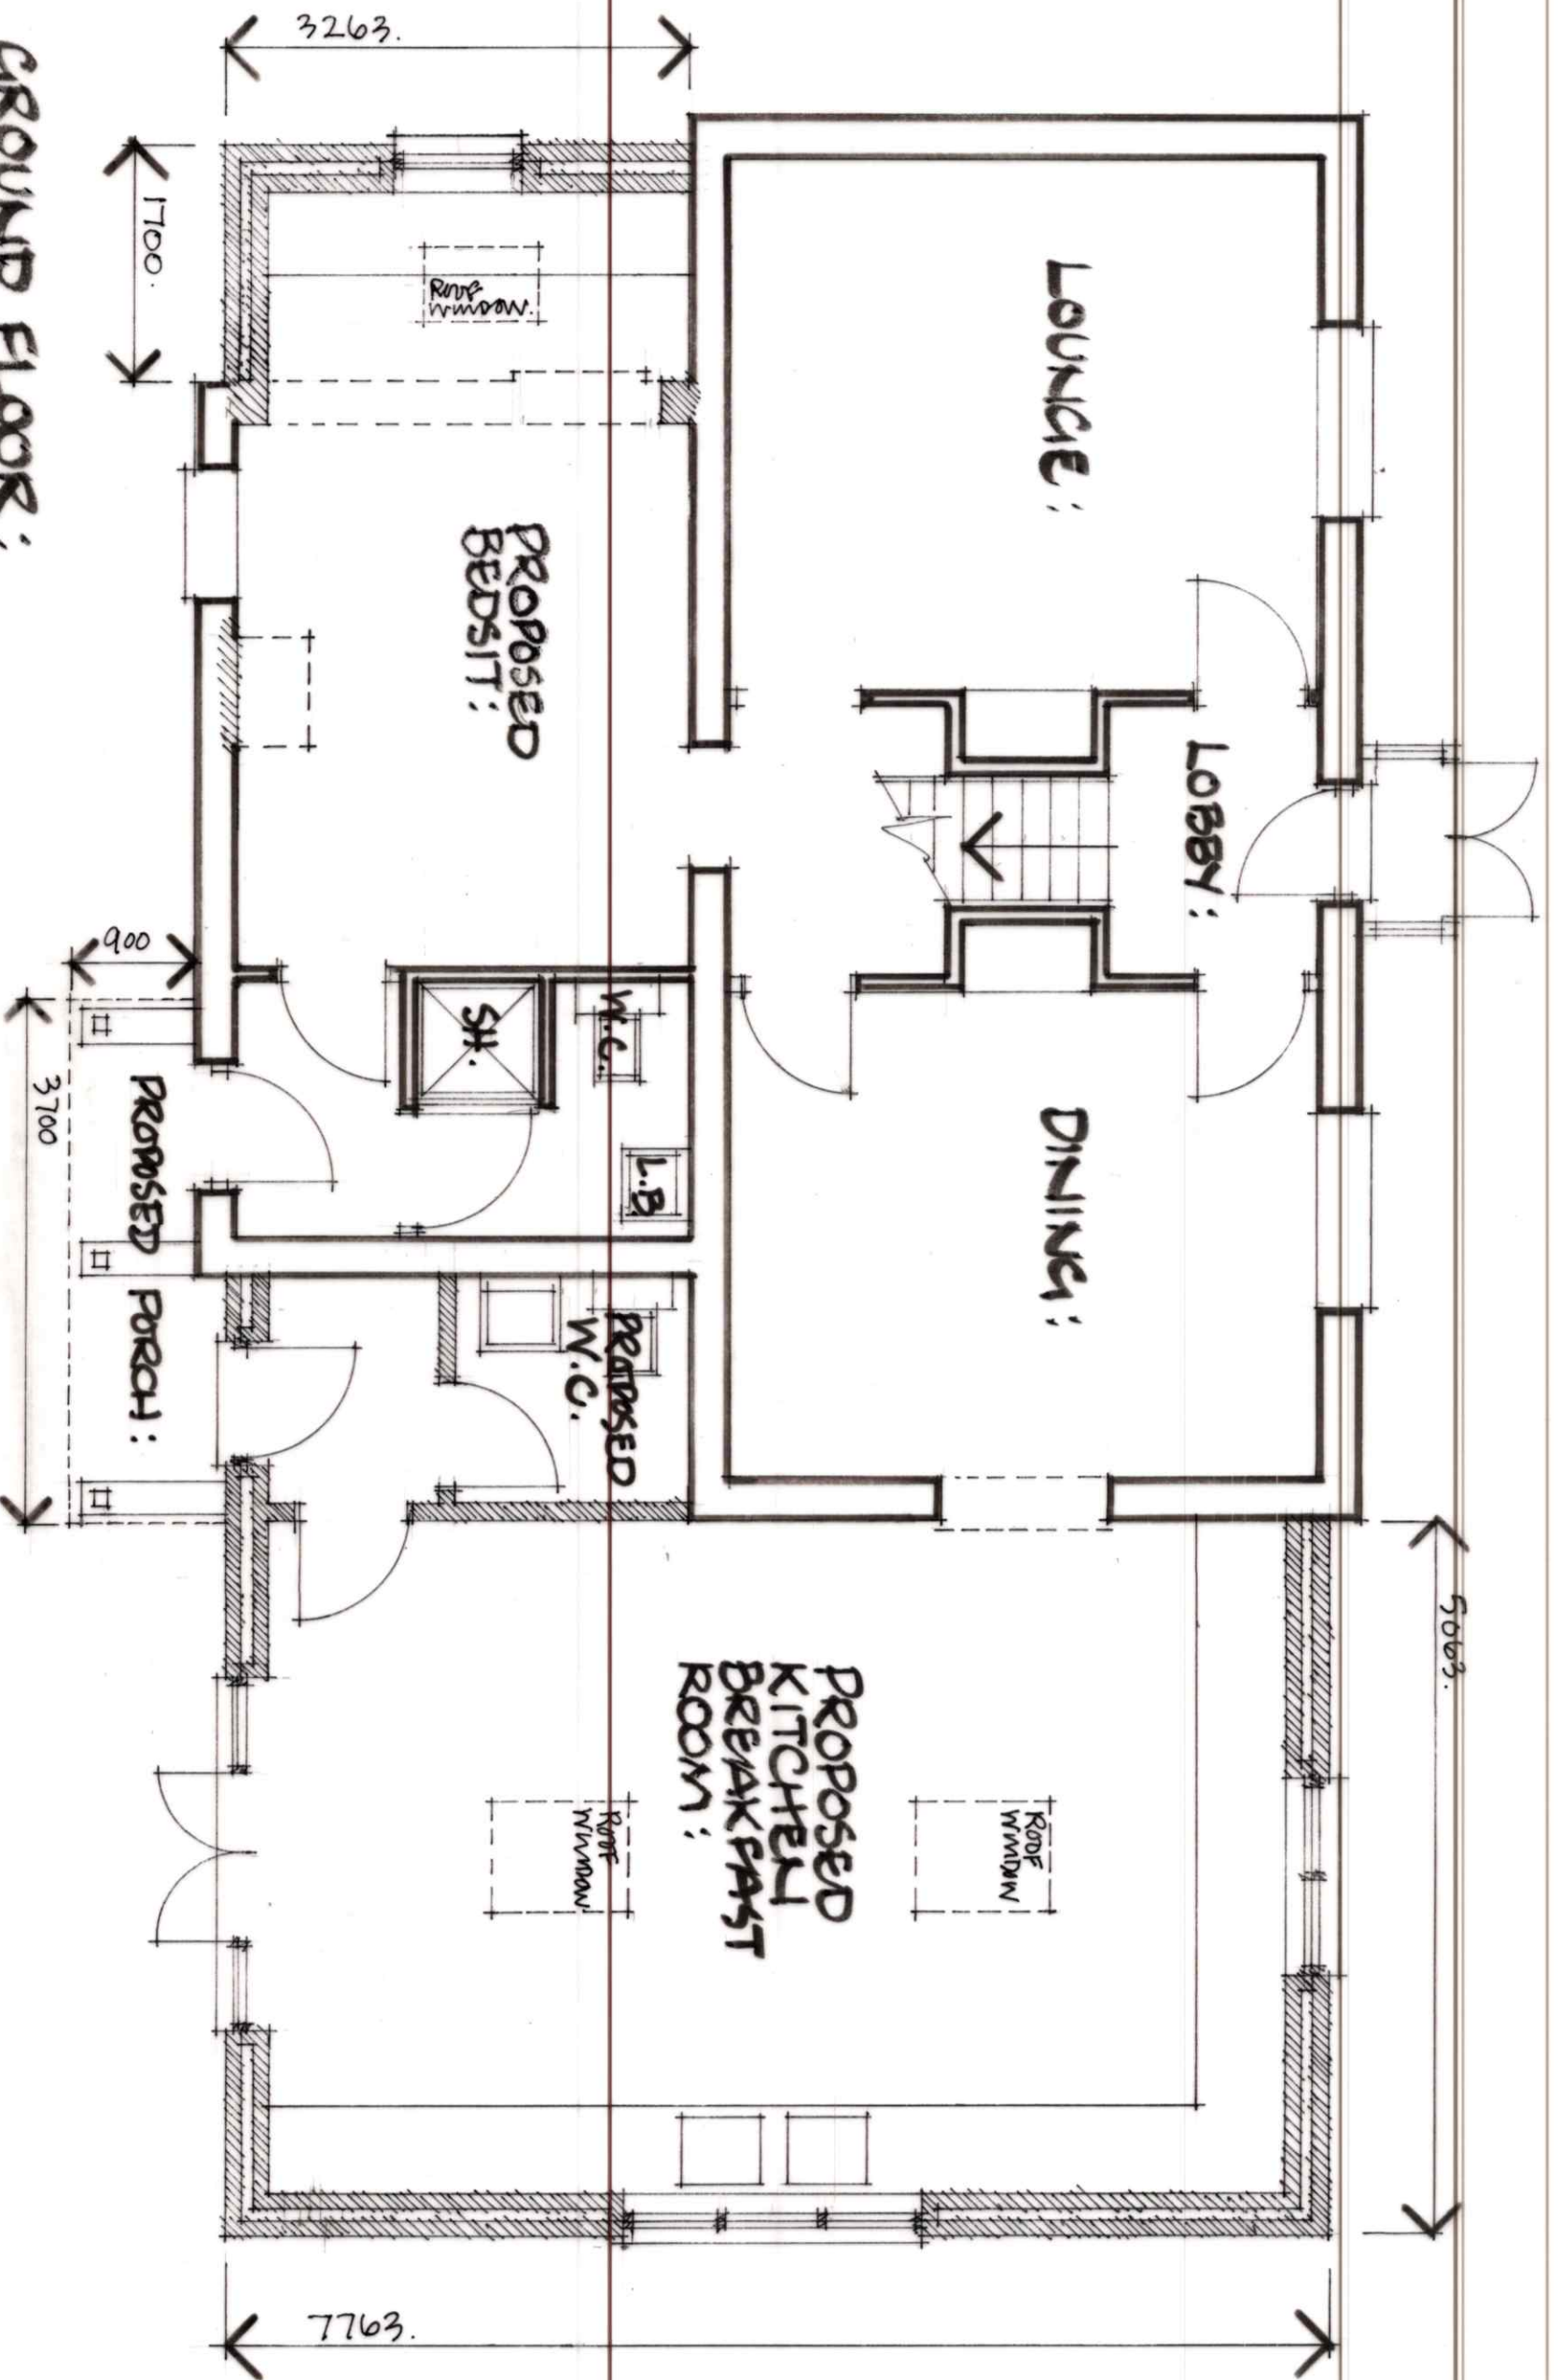 GROUND FLOOR:
3263.
1700.
ROOF
WINDOW.
LOUNGE:
PROPOSED
BEDSIT:
LOBBY:
900
3700
SH.
W.C.
L.B
PROPOSED PORCH:
DINING:
PROPOSED
W.C.
5063.
PROPOSED
KITCHEN
BREAKFAST
ROOM:
ROOF
WINDOW
ROOF
WINDOW
7763.